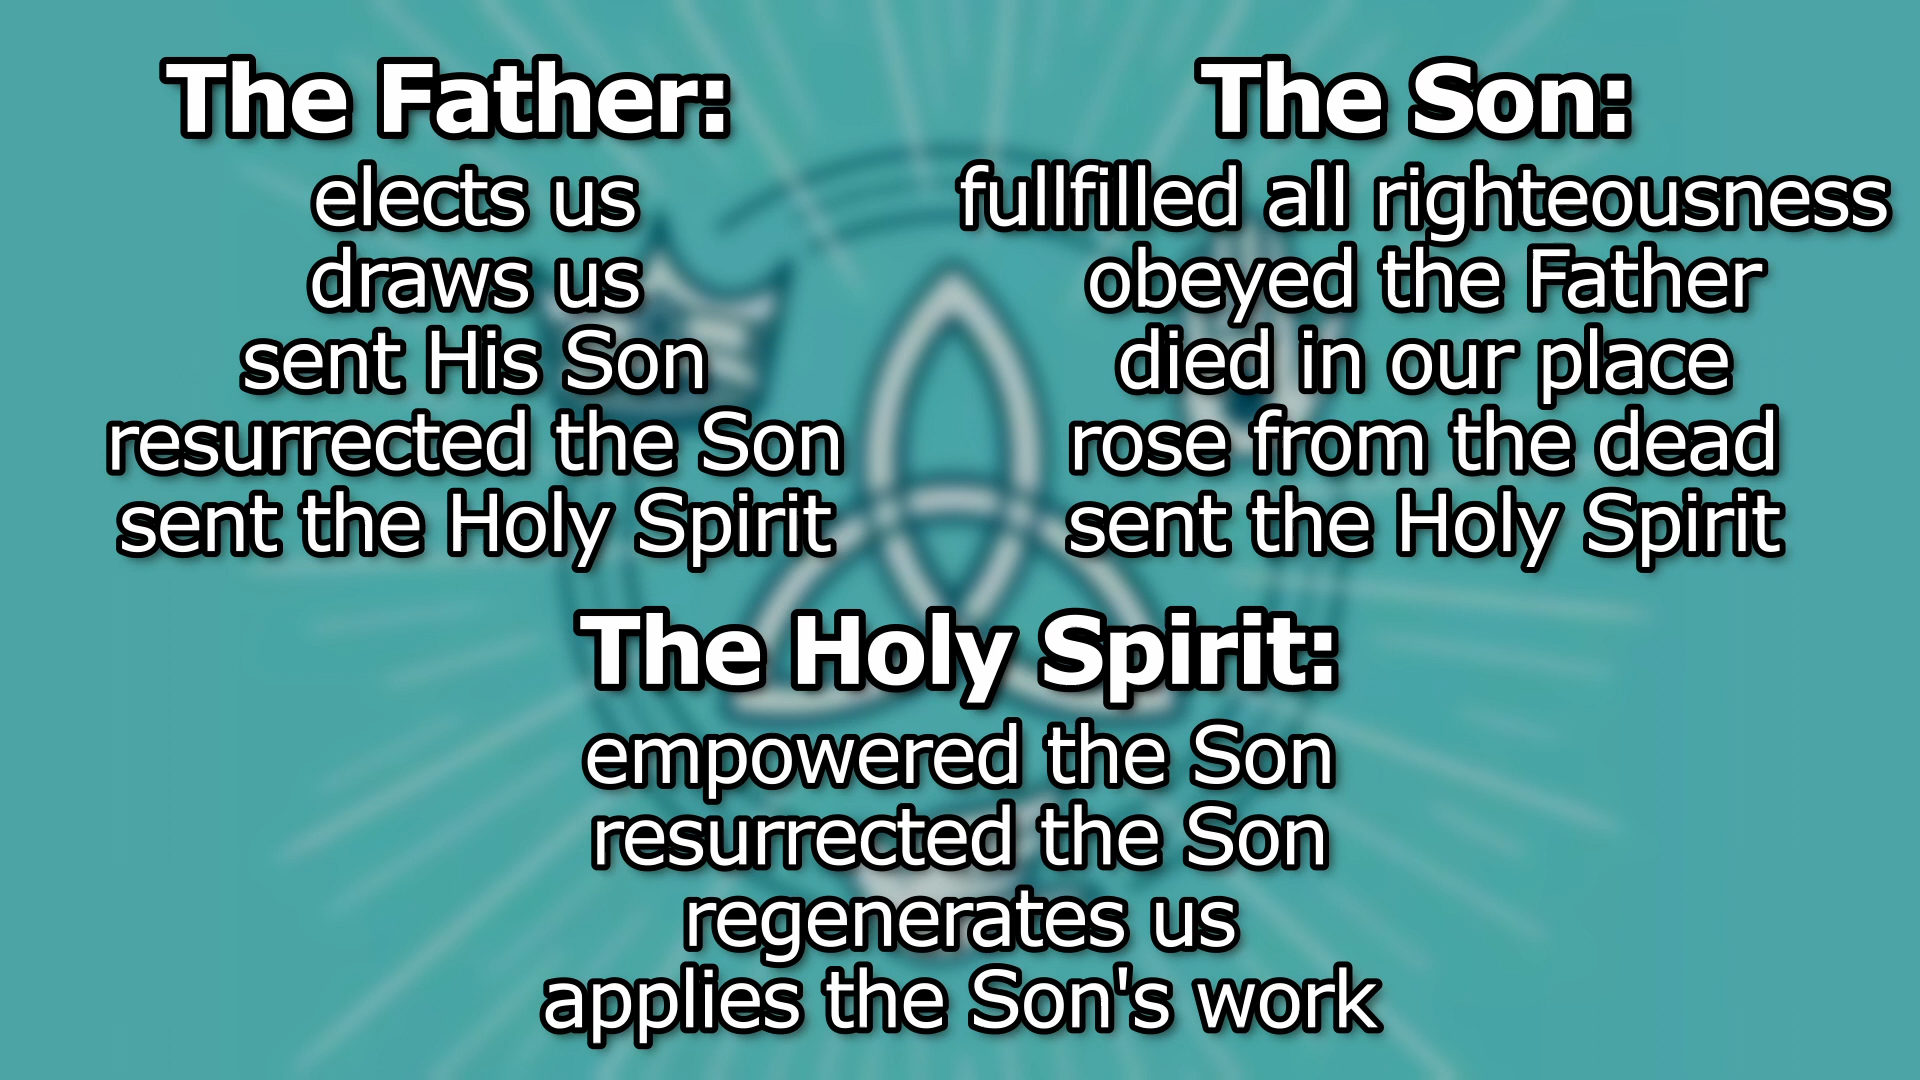 The Father:
elects us
draws us
sent His Son
resurrected the Son
sent the Holy Spirit
The Son:
fullfilled all righteousness
obeyed the Father
died in our place
rose from the dead
sent the Holy Spirit
The Holy Spirit:
empowered the Son
resurrected the Son
regenerates us
applies the Son's work